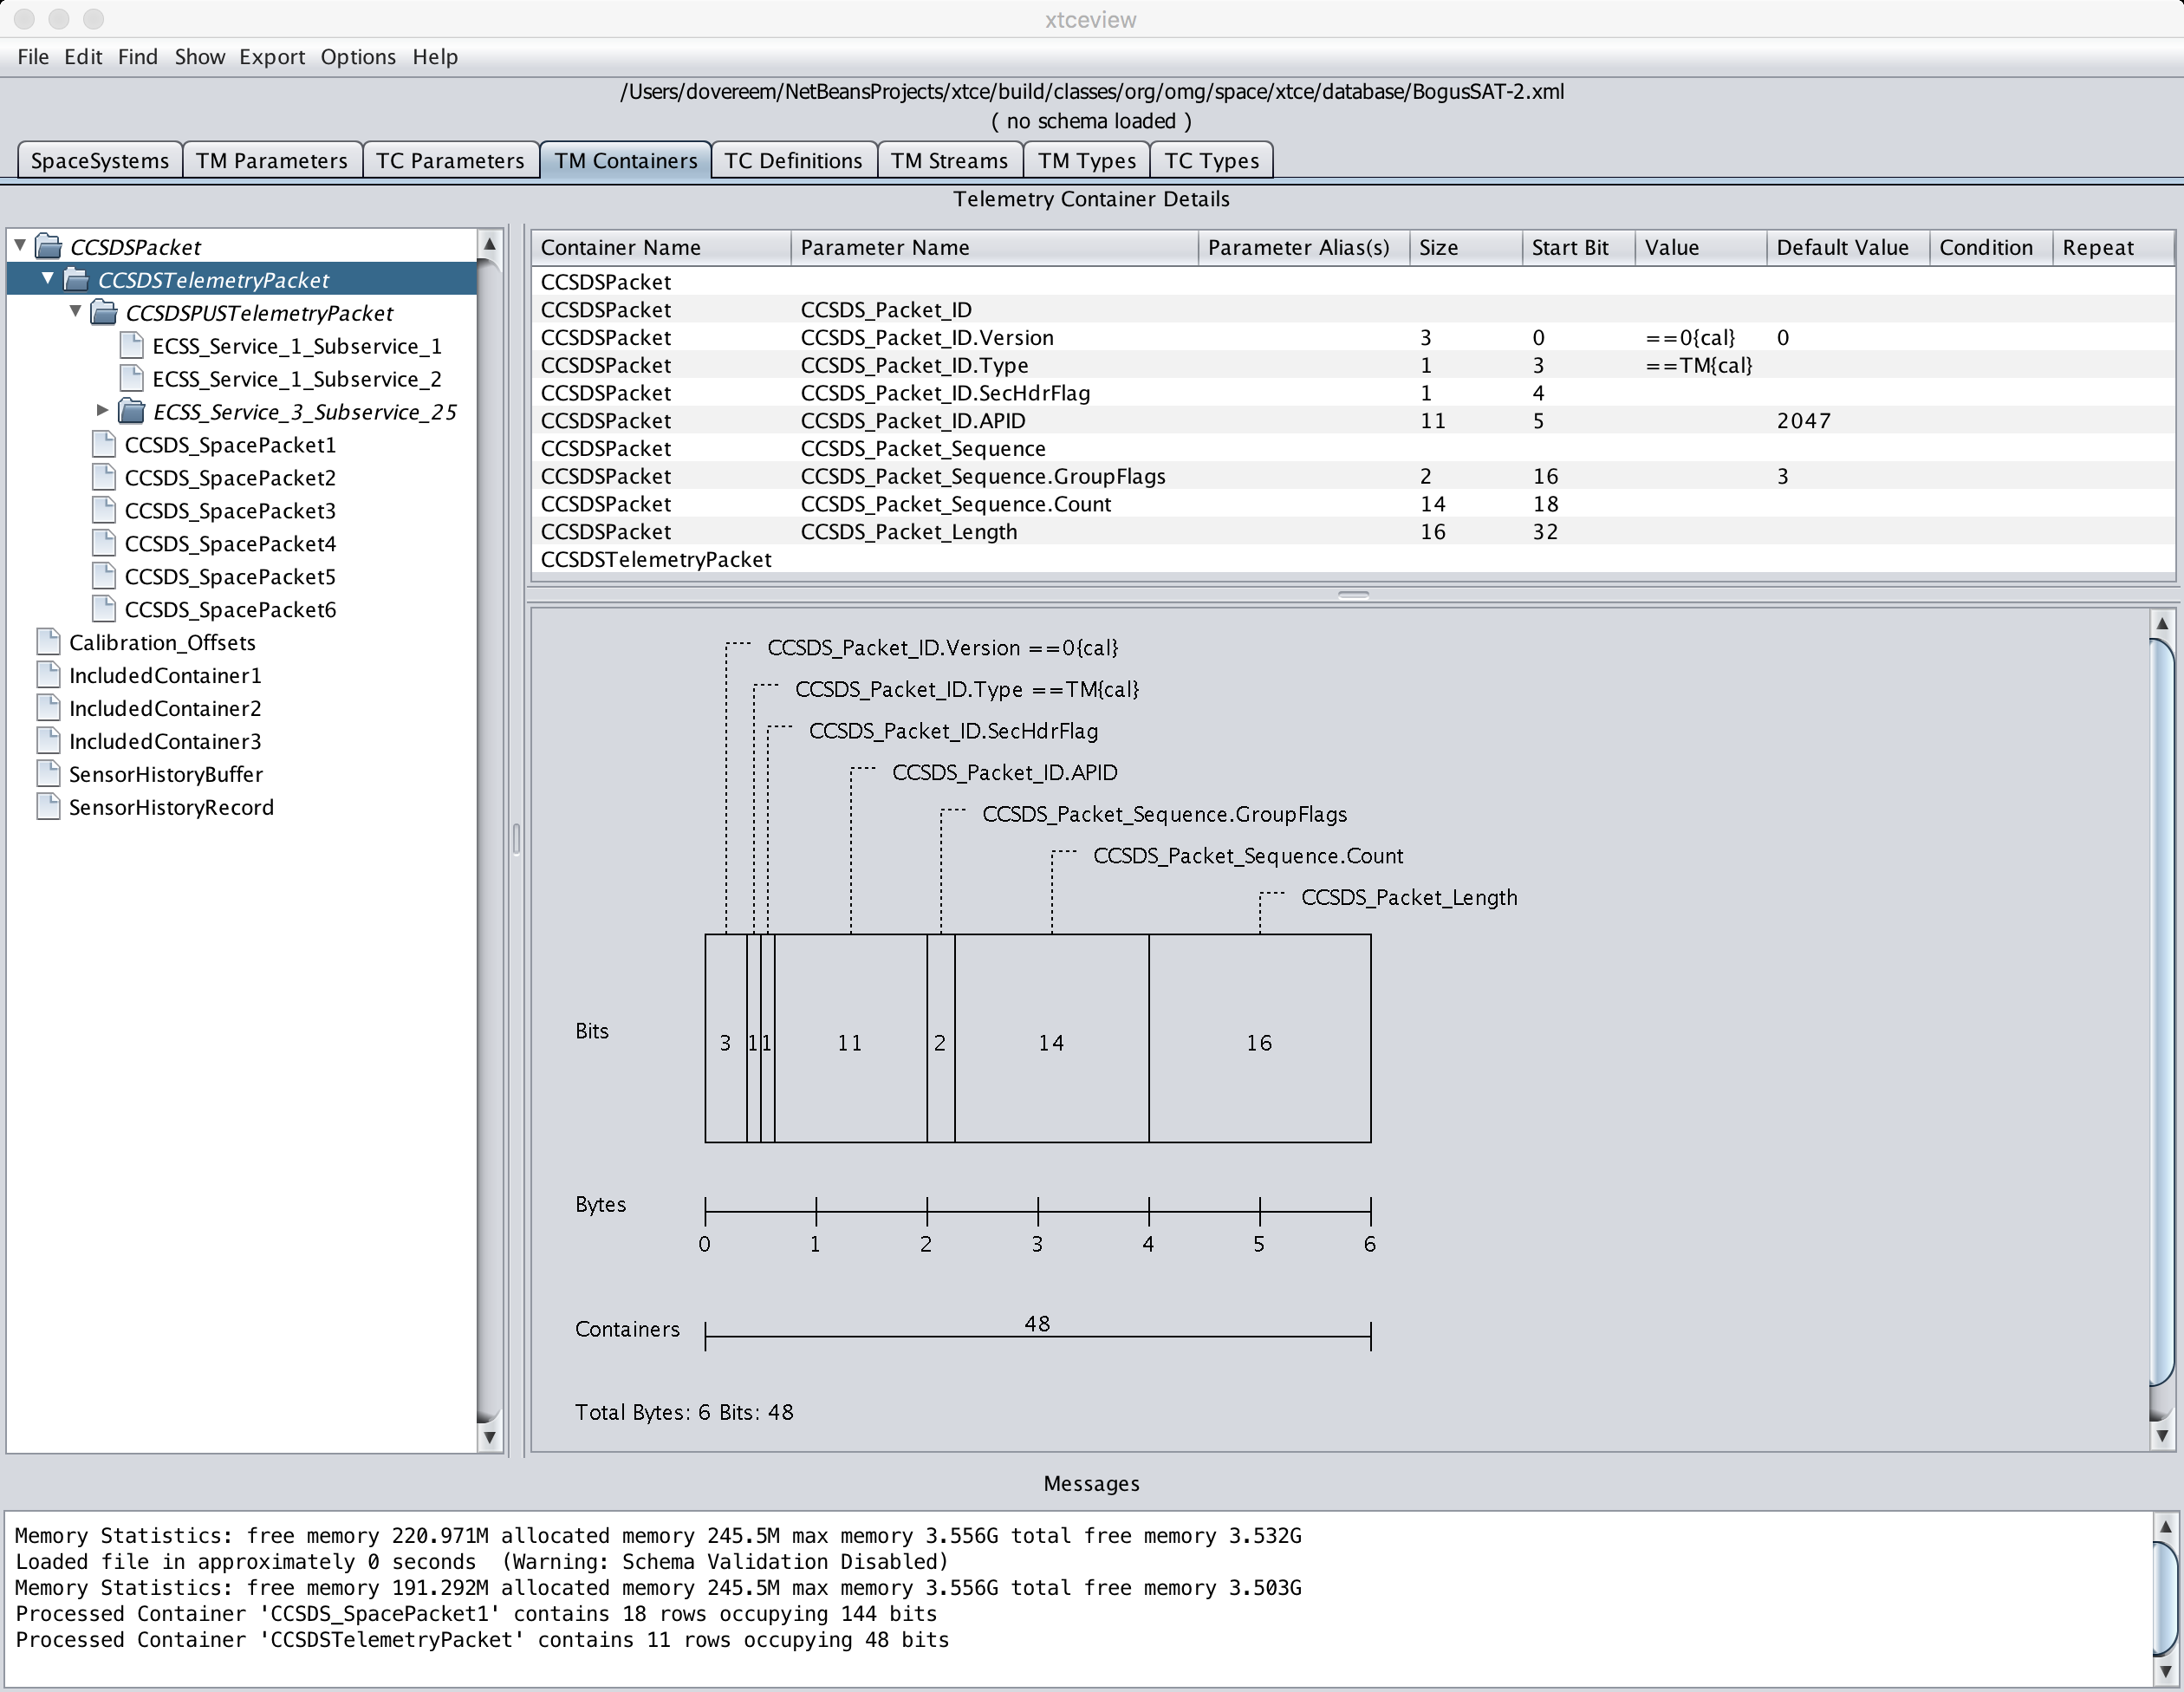 xtceview
File Edit Find Show Export Options Help
/Users/dovereem/NetBeansProjects/xtce/build/classes/org/omg/space/xtce/database/BogusSAT-2.xml
( no schema loaded )
SpaceSystems TM Parameters TC Parameters TM Containers TC Definitions TM Streams TM Types TC Types
Telemetry Container Details
CCSDSPacket
CCSDSTelemetryPacket
CCSDSPUSTelemetryPacket
ECSS_Service_1_Subservice_1
ECSS_Service_1_Subservice_2
ECSS_Service_3_Subservice_25
CCSDS_SpacePacket1
CCSDS_SpacePacket2
CCSDS_SpacePacket3
CCSDS_SpacePacket4
CCSDS_SpacePacket5
CCSDS_SpacePacket6
Calibration_Offsets
IncludedContainer1
IncludedContainer2
IncludedContainer3
SensorHistoryBuffer
SensorHistoryRecord
Container Name Parameter Name Parameter Alias(s) Size Start Bit Value Default Value Condition Repeat
CCSDSPacket
CCSDSPacket CCSDS_Packet_ID
CCSDSPacket CCSDS_Packet_ID.Version 3 0 ==0{cal} 0
CCSDSPacket CCSDS_Packet_ID.Type 1 3 ==TM{cal}
CCSDSPacket CCSDS_Packet_ID.SecHdrFlag 1 4
CCSDSPacket CCSDS_Packet_ID.APID 11 5 2047
CCSDSPacket CCSDS_Packet_Sequence
CCSDSPacket CCSDS_Packet_Sequence.GroupFlags 2 16 3
CCSDSPacket CCSDS_Packet_Sequence.Count 14 18
CCSDSPacket CCSDS_Packet_Length 16 32
CCSDSTelemetryPacket
CCSDS_Packet_ID.Version ==0{cal}
CCSDS_Packet_ID.Type ==TM{cal}
CCSDS_Packet_ID.SecHdrFlag
CCSDS_Packet_ID.APID
CCSDS_Packet_Sequence.GroupFlags
CCSDS_Packet_Sequence.Count
CCSDS_Packet_Length
Bits 3 1 1 11 2 14 16
Bytes
0 1 2 3 4 5 6
Containers 48
Total Bytes: 6 Bits: 48
Messages
Memory Statistics: free memory 220.971M allocated memory 245.5M max memory 3.556G total free memory 3.532G
Loaded file in approximately 0 seconds (Warning: Schema Validation Disabled)
Memory Statistics: free memory 191.292M allocated memory 245.5M max memory 3.556G total free memory 3.503G
Processed Container 'CCSDS_SpacePacket1' contains 18 rows occupying 144 bits
Processed Container 'CCSDSTelemetryPacket' contains 11 rows occupying 48 bits